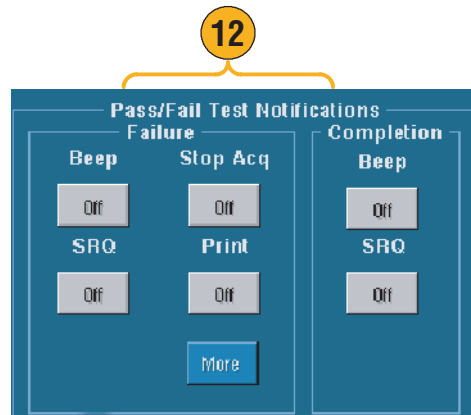 12
Pass/Fail Test Notifications
Failure
Completion
Beep
Stop Acq
Beep
Off
Off
Off
SRQ
Print
SRQ
Off
Off
Off
More